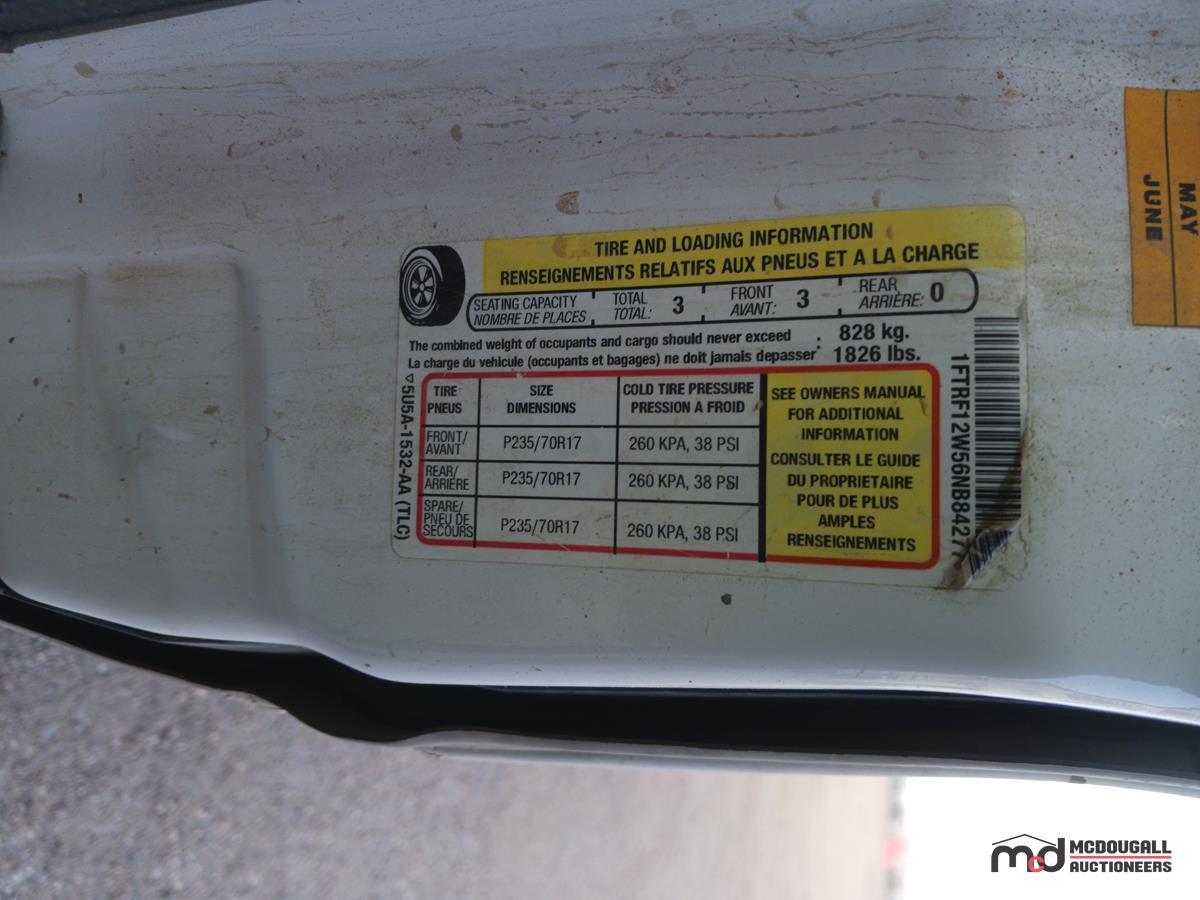 TIRE AND LOADING INFORMATION
RENSEIGNEMENTS RELATIFS AUX PNEUS ET A LA CHARGE
SEATING CAPACITY TOTAL 3 FRONT 3 REAR 0
NOMBRE DE PLACES TOTAL: AVANT: ARRIÈRE:
The combined weight of occupants and cargo should never exceed : 828 kg.
La charge du vehicule (occupants et bagages) ne doit jamais depasser : 1826 lbs.
TIRE SIZE COLD TIRE PRESSURE
PNEUS DIMENSIONS PRESSION A FROID
FRONT/
AVANT P235/70R17 260 KPA, 38 PSI
REAR/
ARRIÈRE P235/70R17 260 KPA, 38 PSI
SPARE/
PNEU DE
SECOURS P235/70R17 260 KPA, 38 PSI
SEE OWNERS MANUAL
FOR ADDITIONAL
INFORMATION
CONSULTER LE GUIDE
DU PROPRIETAIRE
POUR DE PLUS
AMPLES
RENSEIGNEMENTS
5U5A-1532-AA (TLC)
1FTRF12W56NB84277
MAY
JUNE
mcd MCDOUGALL
AUCTIONEERS